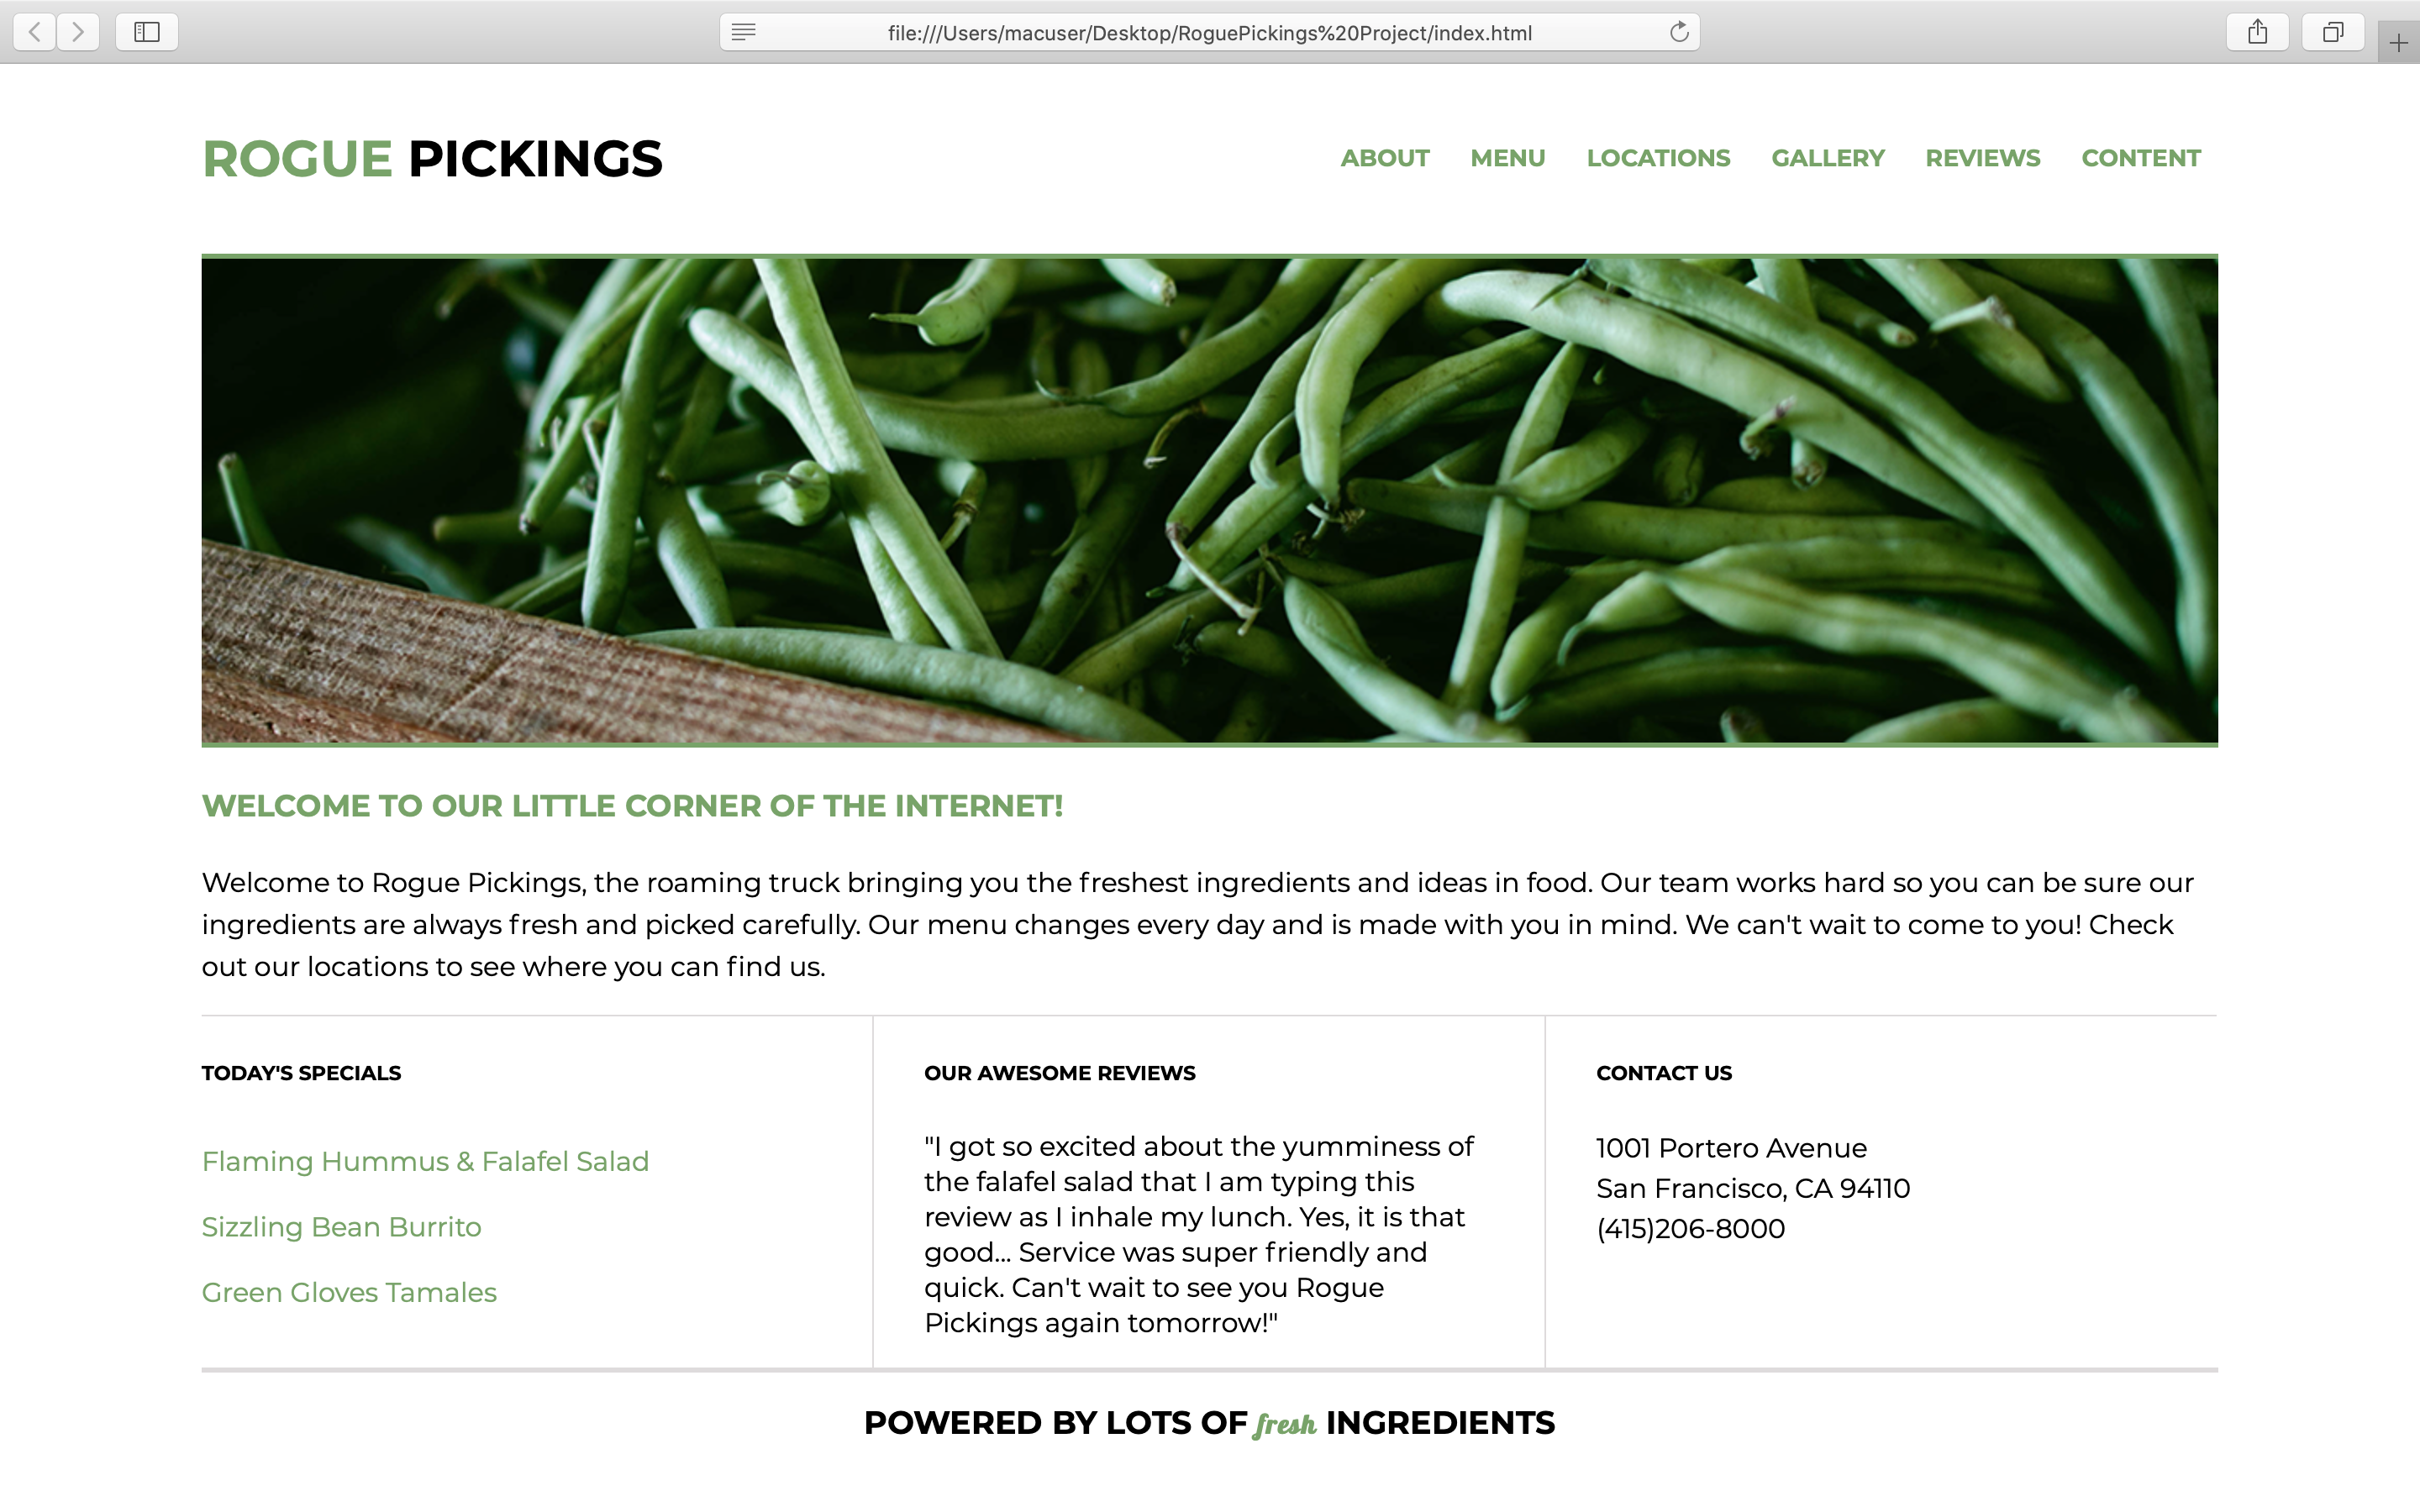 file:///Users/macuser/Desktop/RoguePickings%20Project/index.html
ROGUE PICKINGS
ABOUT MENU LOCATIONS GALLERY REVIEWS CONTENT
WELCOME TO OUR LITTLE CORNER OF THE INTERNET!
Welcome to Rogue Pickings, the roaming truck bringing you the freshest ingredients and ideas in food. Our team works hard so you can be sure our
ingredients are always fresh and picked carefully. Our menu changes every day and is made with you in mind. We can't wait to come to you! Check
out our locations to see where you can find us.
TODAY'S SPECIALS
Flaming Hummus & Falafel Salad
Sizzling Bean Burrito
Green Gloves Tamales
OUR AWESOME REVIEWS
"I got so excited about the yumminess of
the falafel salad that I am typing this
review as I inhale my lunch. Yes, it is that
good... Service was super friendly and
quick. Can't wait to see you Rogue
Pickings again tomorrow!"
CONTACT US
1001 Portero Avenue
San Francisco, CA 94110
(415)206-8000
POWERED BY LOTS OF fresh INGREDIENTS